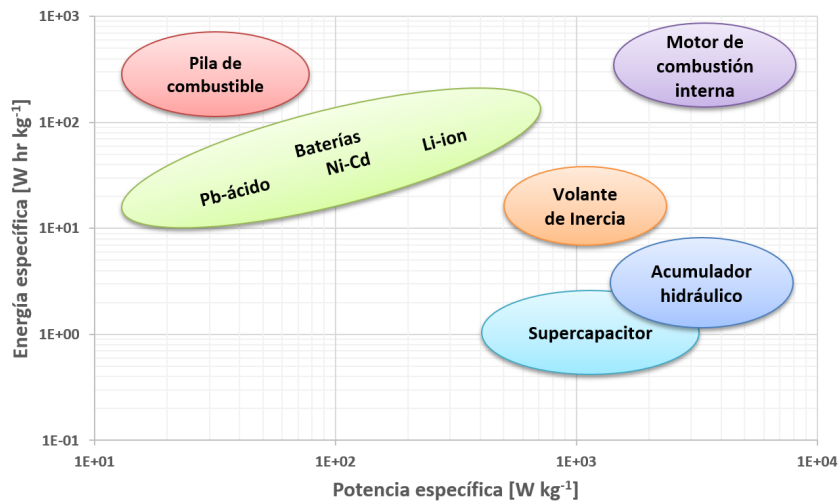 1E+03
1E+02
1E+01
1E+00
1E-01
Energía específica [W hr kg-1]
Pila de
combustible
Motor de
combustión
interna
Baterías
Li-ion
Ni-Cd
Pb-ácido
Volante
de Inercia
Acumulador
hidráulico
Supercapacitor
1E+01
1E+02
1E+03
1E+04
Potencia específica [W kg-1]